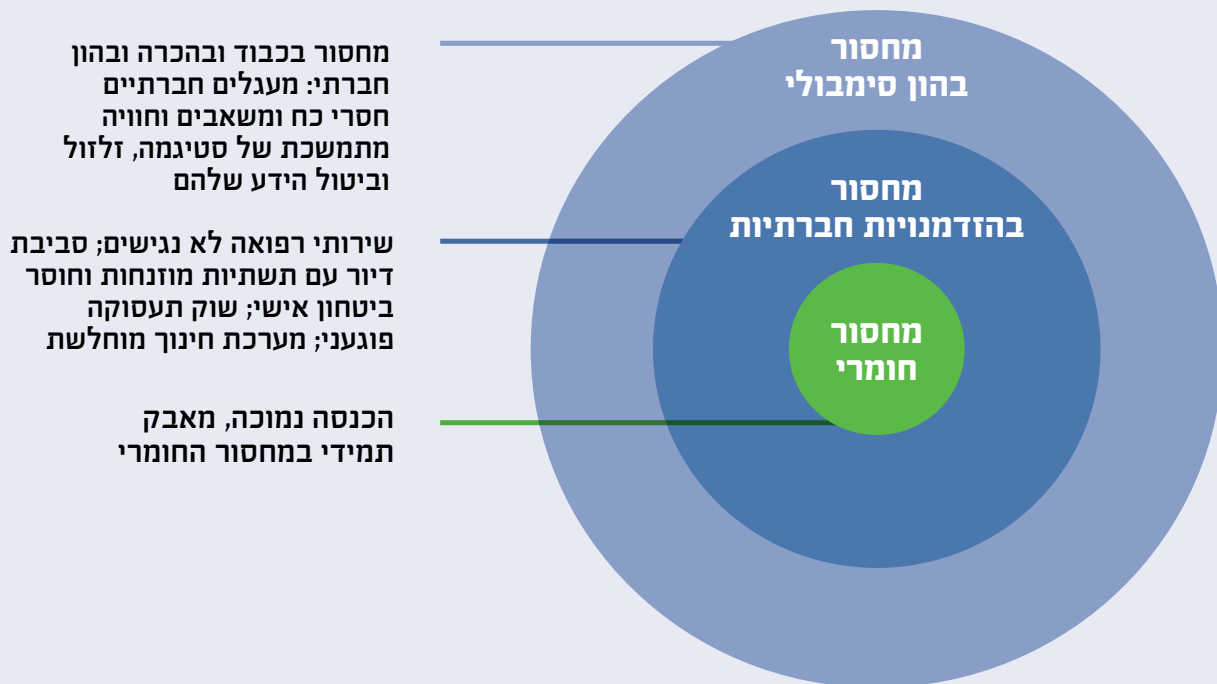 מחסור
בהון סימבולי
מחסור בכבוד ובהכרה ובהון
חברתי: מעגלים חברתיים
חסרי כח ומשאבים וחוויה
מתמשכת של סטיגמה, זלזול
וביטול הידע שלהם
מחסור
בהזדמנויות חברתיות
שירותי רפואה לא נגישים; סביבת
דיור עם תשתיות מוזנחות וחוסר
ביטחון אישי; שוק תעסוקה
פוגעני; מערכת חינוך מוחלשת
מחסור
חומרי
הכנסה נמוכה, מאבק
תמידי במחסור החומרי